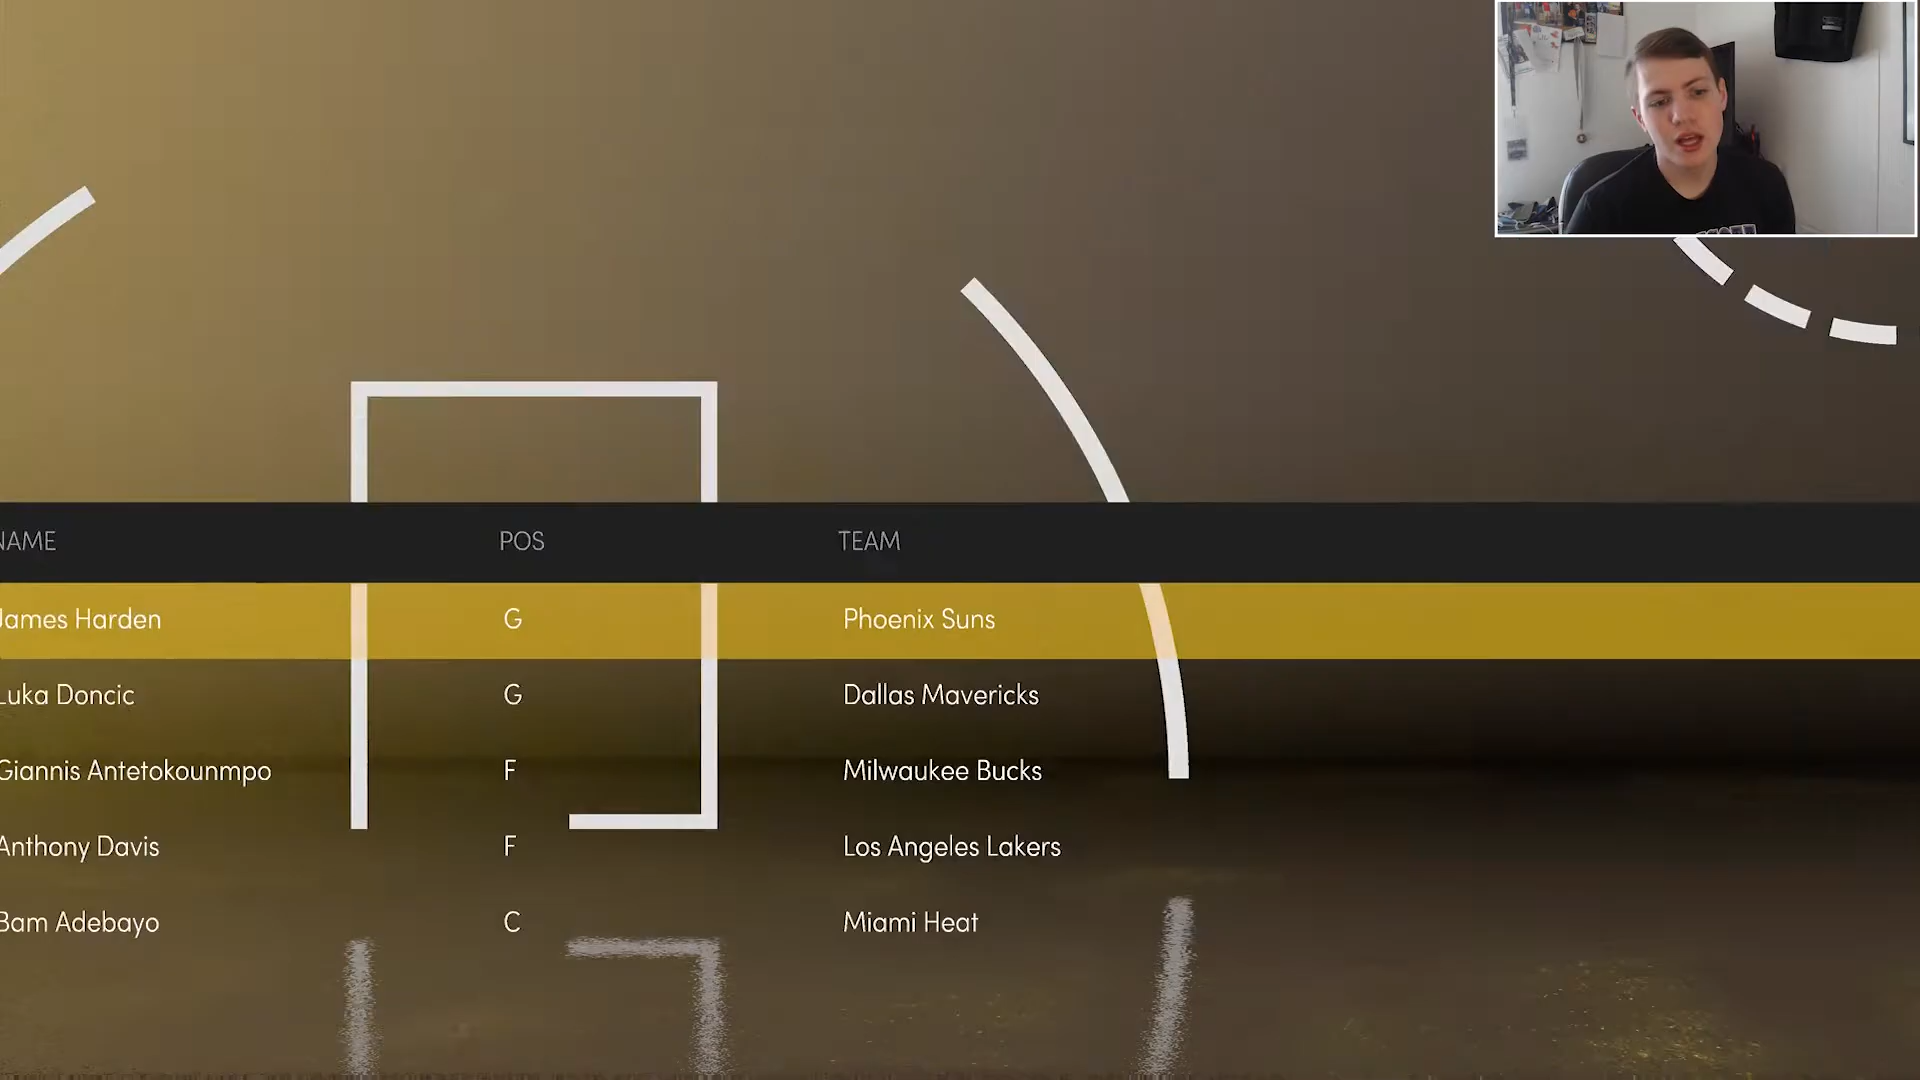 NAME POS TEAM
James Harden G Phoenix Suns
Luka Doncic G Dallas Mavericks
Giannis Antetokounmpo F Milwaukee Bucks
Anthony Davis F Los Angeles Lakers
Bam Adebayo C Miami Heat